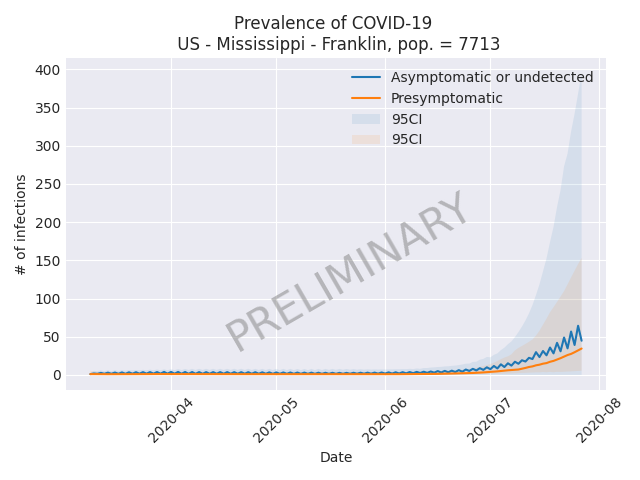 Prevalence of COVID-19
US - Mississippi - Franklin, pop. = 7713
400
350
300
250
200
150
100
50
0
# of infections
Asymptomatic or undetected
Presymptomatic
95CI
95CI
PRELIMINARY
2020-04
2020-05
2020-06
2020-07
2020-08
Date